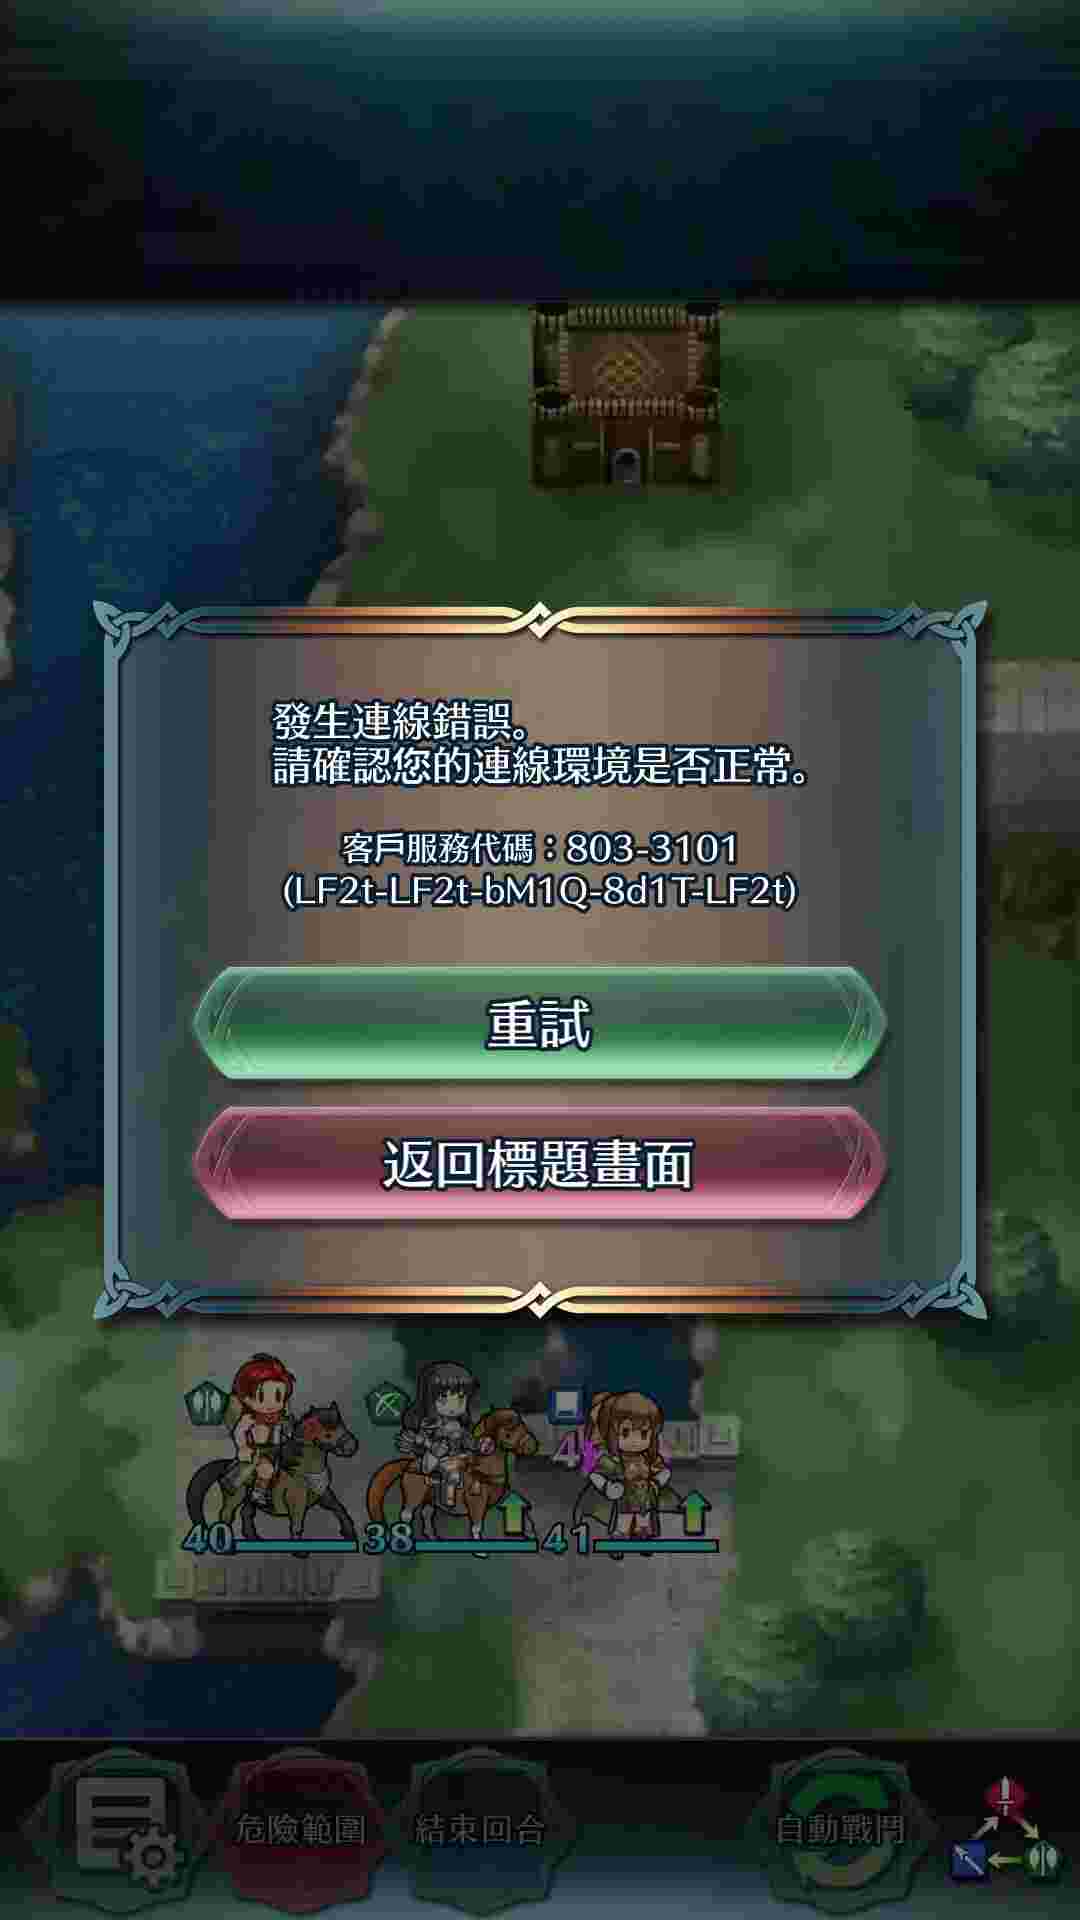 發生連線錯誤。
請確認您的連線環境是否正常。
客戶服務代碼：803-3101
(LF2t-LF2t-bM1Q-8d1T-LF2t)
重試
返回標題畫面
4
40
38
41
危險範圍
結束回合
自動戰鬥